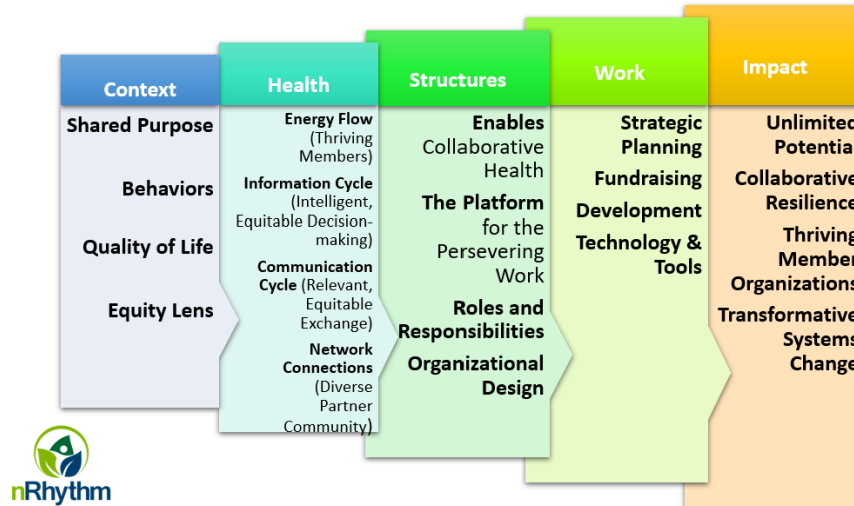 Context
Shared Purpose
Behaviors
Quality of Life
Equity Lens
Health
Energy Flow
(Thriving
Members)
Information Cycle
(Intelligent,
Equitable Decision-
making)
Communication
Cycle (Relevant,
Equitable
Exchange)
Network
Connections
(Diverse
Partner
Community)
Structures
Enables
Collaborative
Health
The Platform
for the
Persevering
Work
Roles and
Responsibilities
Organizational
Design
Work
Strategic
Planning
Fundraising
Development
Technology &
Tools
Impact
Unlimited
Potential
Collaborative
Resilience
Thriving
Member
Organizations
Transformative
Systems
Change
nRhythm